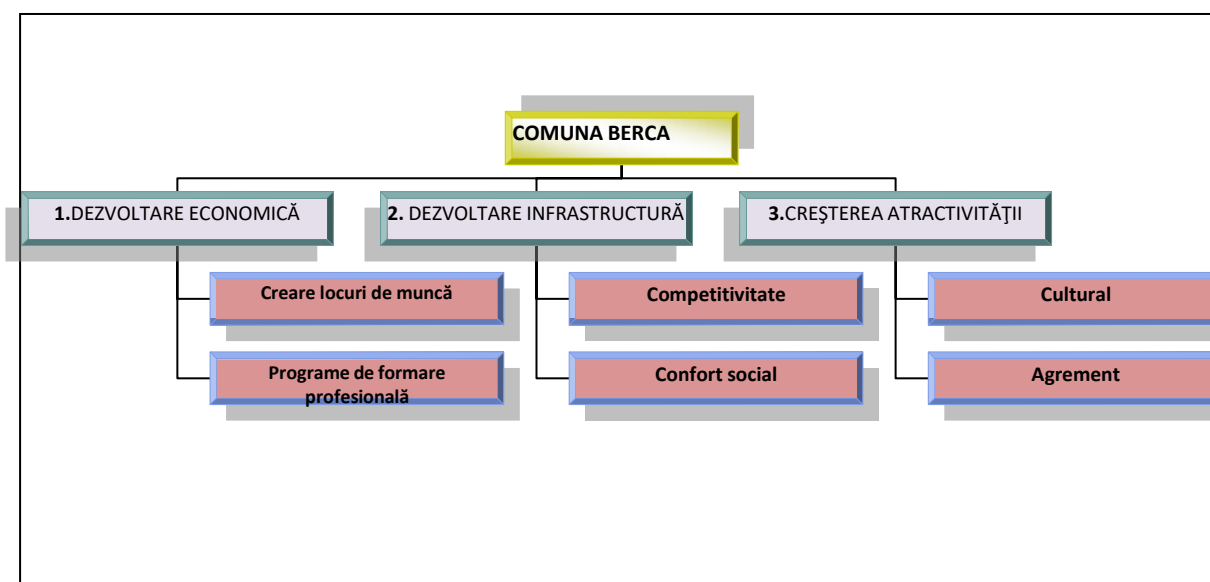 COMUNA BERCA
1.DEZVOLTARE ECONOMICĂ
2. DEZVOLTARE INFRASTRUCTURĂ
3.CREŞTEREA ATRACTIVITĂŢII
Creare locuri de muncă
Competitivitate
Cultural
Programe de formare
profesională
Confort social
Agrement